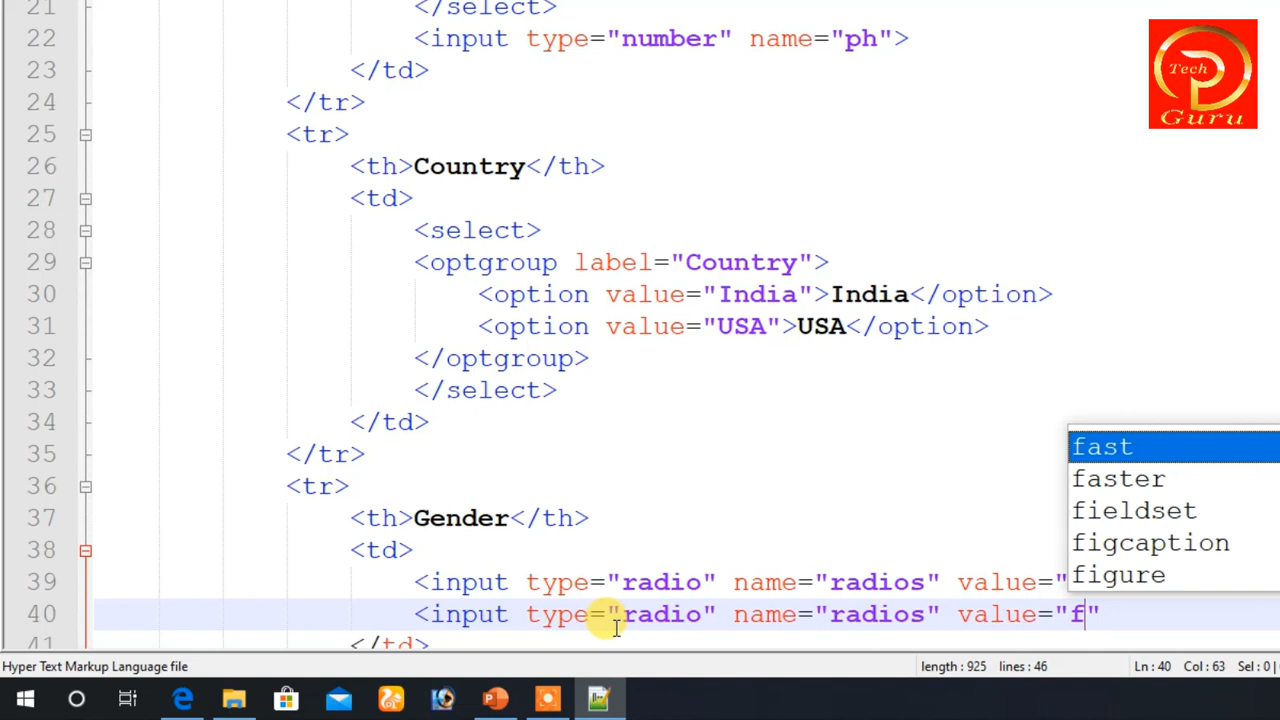 21 </select>
22 <input type="number" name="ph">
23 </td>
24 </tr>
25 <tr>
26 <th>Country</th>
27 <td>
28 <select>
29 <optgroup label="Country">
30 <option value="India">India</option>
31 <option value="USA">USA</option>
32 </optgroup>
33 </select>
34 </td>
35 </tr>
36 <tr>
37 <th>Gender</th>
38 <td>
39 <input type="radio" name="radios" value="
40 <input type="radio" name="radios" value="f"
41 </td>
fast
faster
fieldset
figcaption
figure
Tech
Guru
Hyper Text Markup Language file
length : 925 lines : 46
Ln : 40 Col : 63 Sel : 0 |